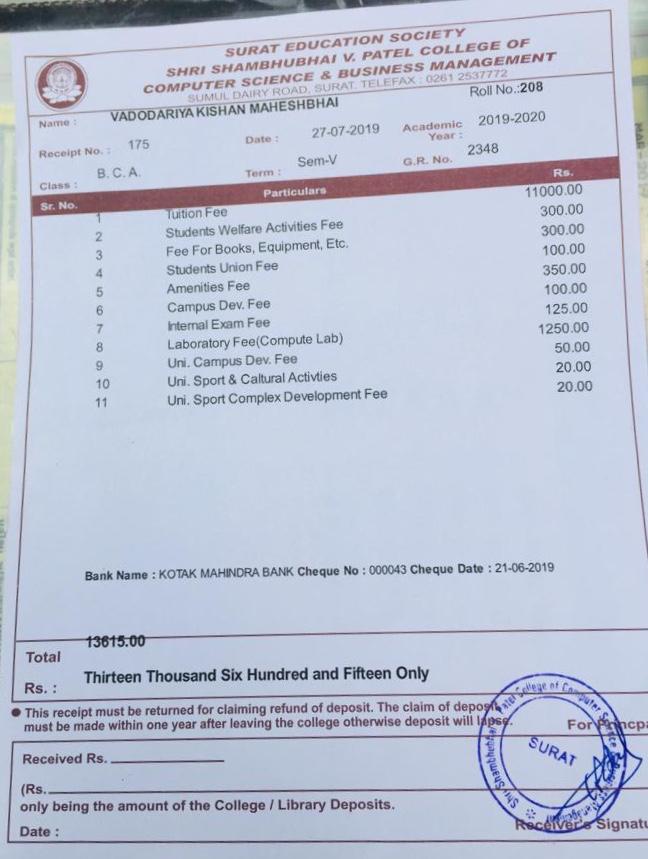 SURAT EDUCATION SOCIETY
SHRI SHAMBHUBHAI V. PATEL COLLEGE OF
COMPUTER SCIENCE & BUSINESS MANAGEMENT
SUMUL DAIRY ROAD, SURAT. TELEFAX : 0261 2537772
Roll No.:208
Name : VADODARIYA KISHAN MAHESHBHAI
Receipt No. : 175 Date : 27-07-2019 Academic Year : 2019-2020
Class : B. C. A. Term : Sem-V G.R. No. 2348
Sr. No. Particulars Rs.
1 Tuition Fee 11000.00
2 Students Welfare Activities Fee 300.00
3 Fee For Books, Equipment, Etc. 300.00
4 Students Union Fee 100.00
5 Amenities Fee 350.00
6 Campus Dev. Fee 100.00
7 Internal Exam Fee 125.00
8 Laboratory Fee(Compute Lab) 1250.00
9 Uni. Campus Dev. Fee 50.00
10 Uni. Sport & Caltural Activties 20.00
11 Uni. Sport Complex Development Fee 20.00
Bank Name : KOTAK MAHINDRA BANK Cheque No : 000043 Cheque Date : 21-06-2019
Total 13615.00
Rs. : Thirteen Thousand Six Hundred and Fifteen Only
This receipt must be returned for claiming refund of deposit. The claim of deposit
must be made within one year after leaving the college otherwise deposit will lapse.
For Princpa
Received Rs.
(Rs.
only being the amount of the College / Library Deposits.
Date :
Receiver's Signatu
Shri Shambhubhai Patel College of Computer Science
SURAT